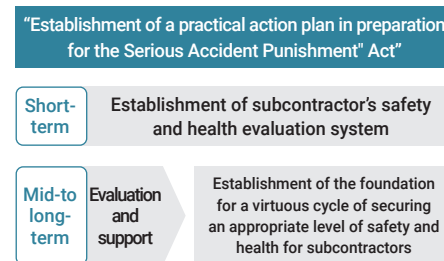 “Establishment of a practical action plan in preparation
for the Serious Accident Punishment" Act”
Short-
term
Establishment of subcontractor’s safety
and health evaluation system
Mid-to
long-
term
Evaluation
and
support
Establishment of the foundation
for a virtuous cycle of securing
an appropriate level of safety and
health for subcontractors